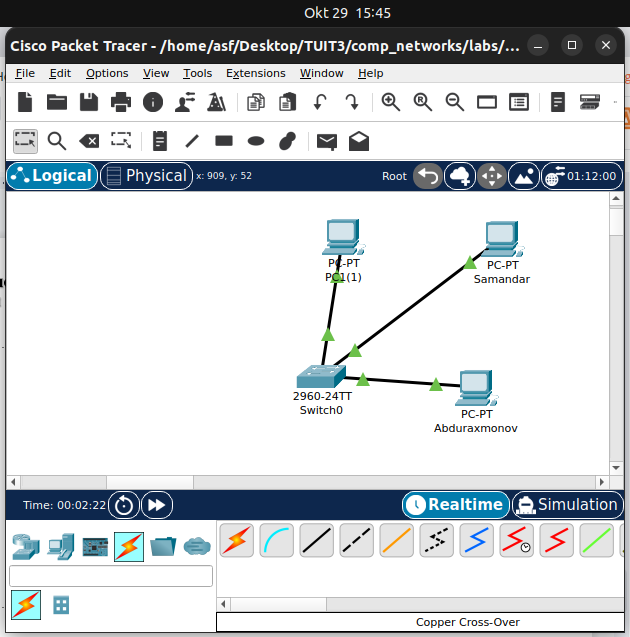 Okt 29 15:45
Cisco Packet Tracer - /home/asf/Desktop/TUIT3/comp_networks/labs/...
File Edit Options View Tools Extensions Window Help
Logical Physical x: 909, y: 52 Root 01:12:00
PC-PT
PC1(1)
PC-PT
Samandar
2960-24TT
Switch0
PC-PT
Abduraxmonov
Time: 00:02:22 Realtime Simulation
Copper Cross-Over